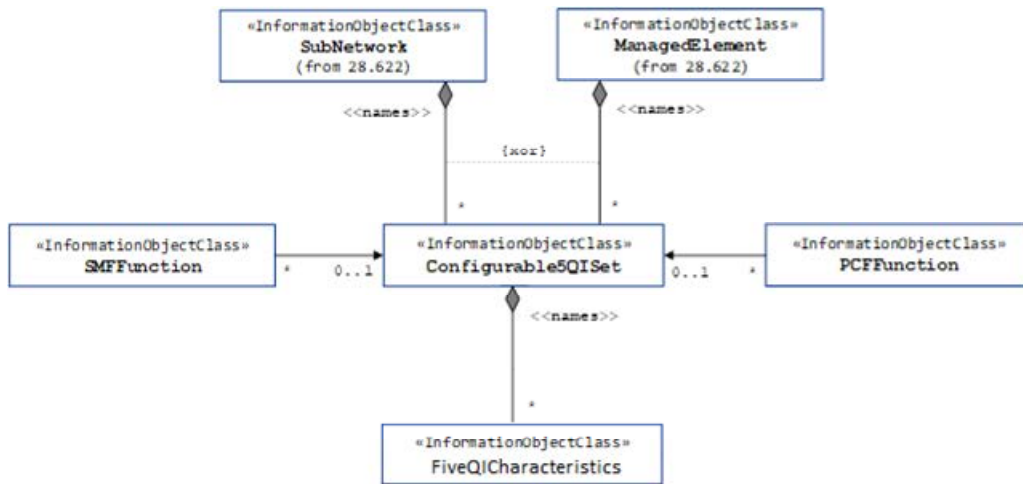 «InformationObjectClass»
SubNetwork
(from 28.622)
«InformationObjectClass»
ManagedElement
(from 28.622)
<<names>>
<<names>>
{xor}
*
*
«InformationObjectClass»
SMFFunction
*
0..1
«InformationObjectClass»
Configurable5QISet
0..1
*
«InformationObjectClass»
PCFFunction
<<names>>
*
«InformationObjectClass»
FiveQICharacteristics